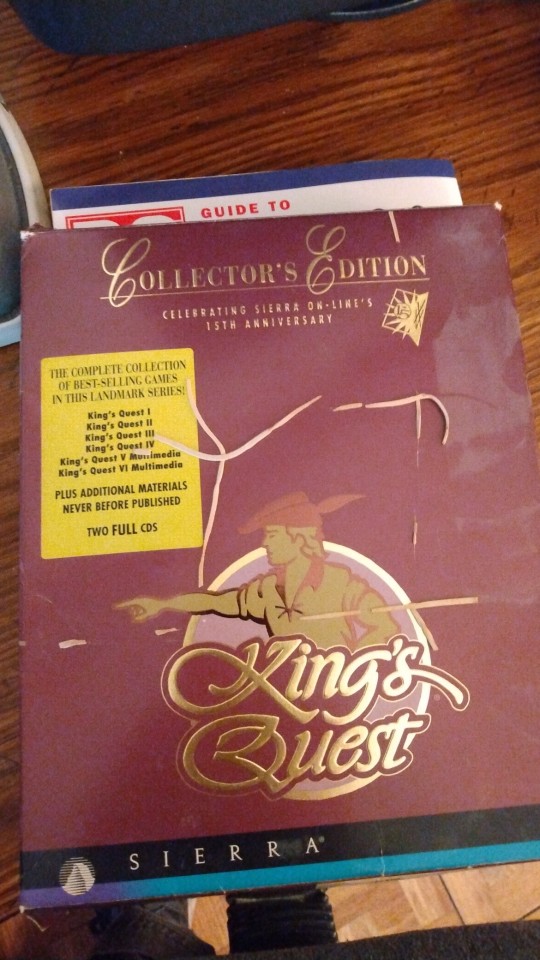 GUIDE TO
COLLECTOR'S EDITION
CELEBRATING SIERRA ON-LINE'S
15TH ANNIVERSARY
THE COMPLETE COLLECTION
OF BEST-SELLING GAMES
IN THIS LANDMARK SERIES!
King's Quest I
King's Quest II
King's Quest III
King's Quest IV
King's Quest V Multimedia
King's Quest VI Multimedia
PLUS ADDITIONAL MATERIALS
NEVER BEFORE PUBLISHED
TWO FULL CDS
King's
Quest
SIERRA®